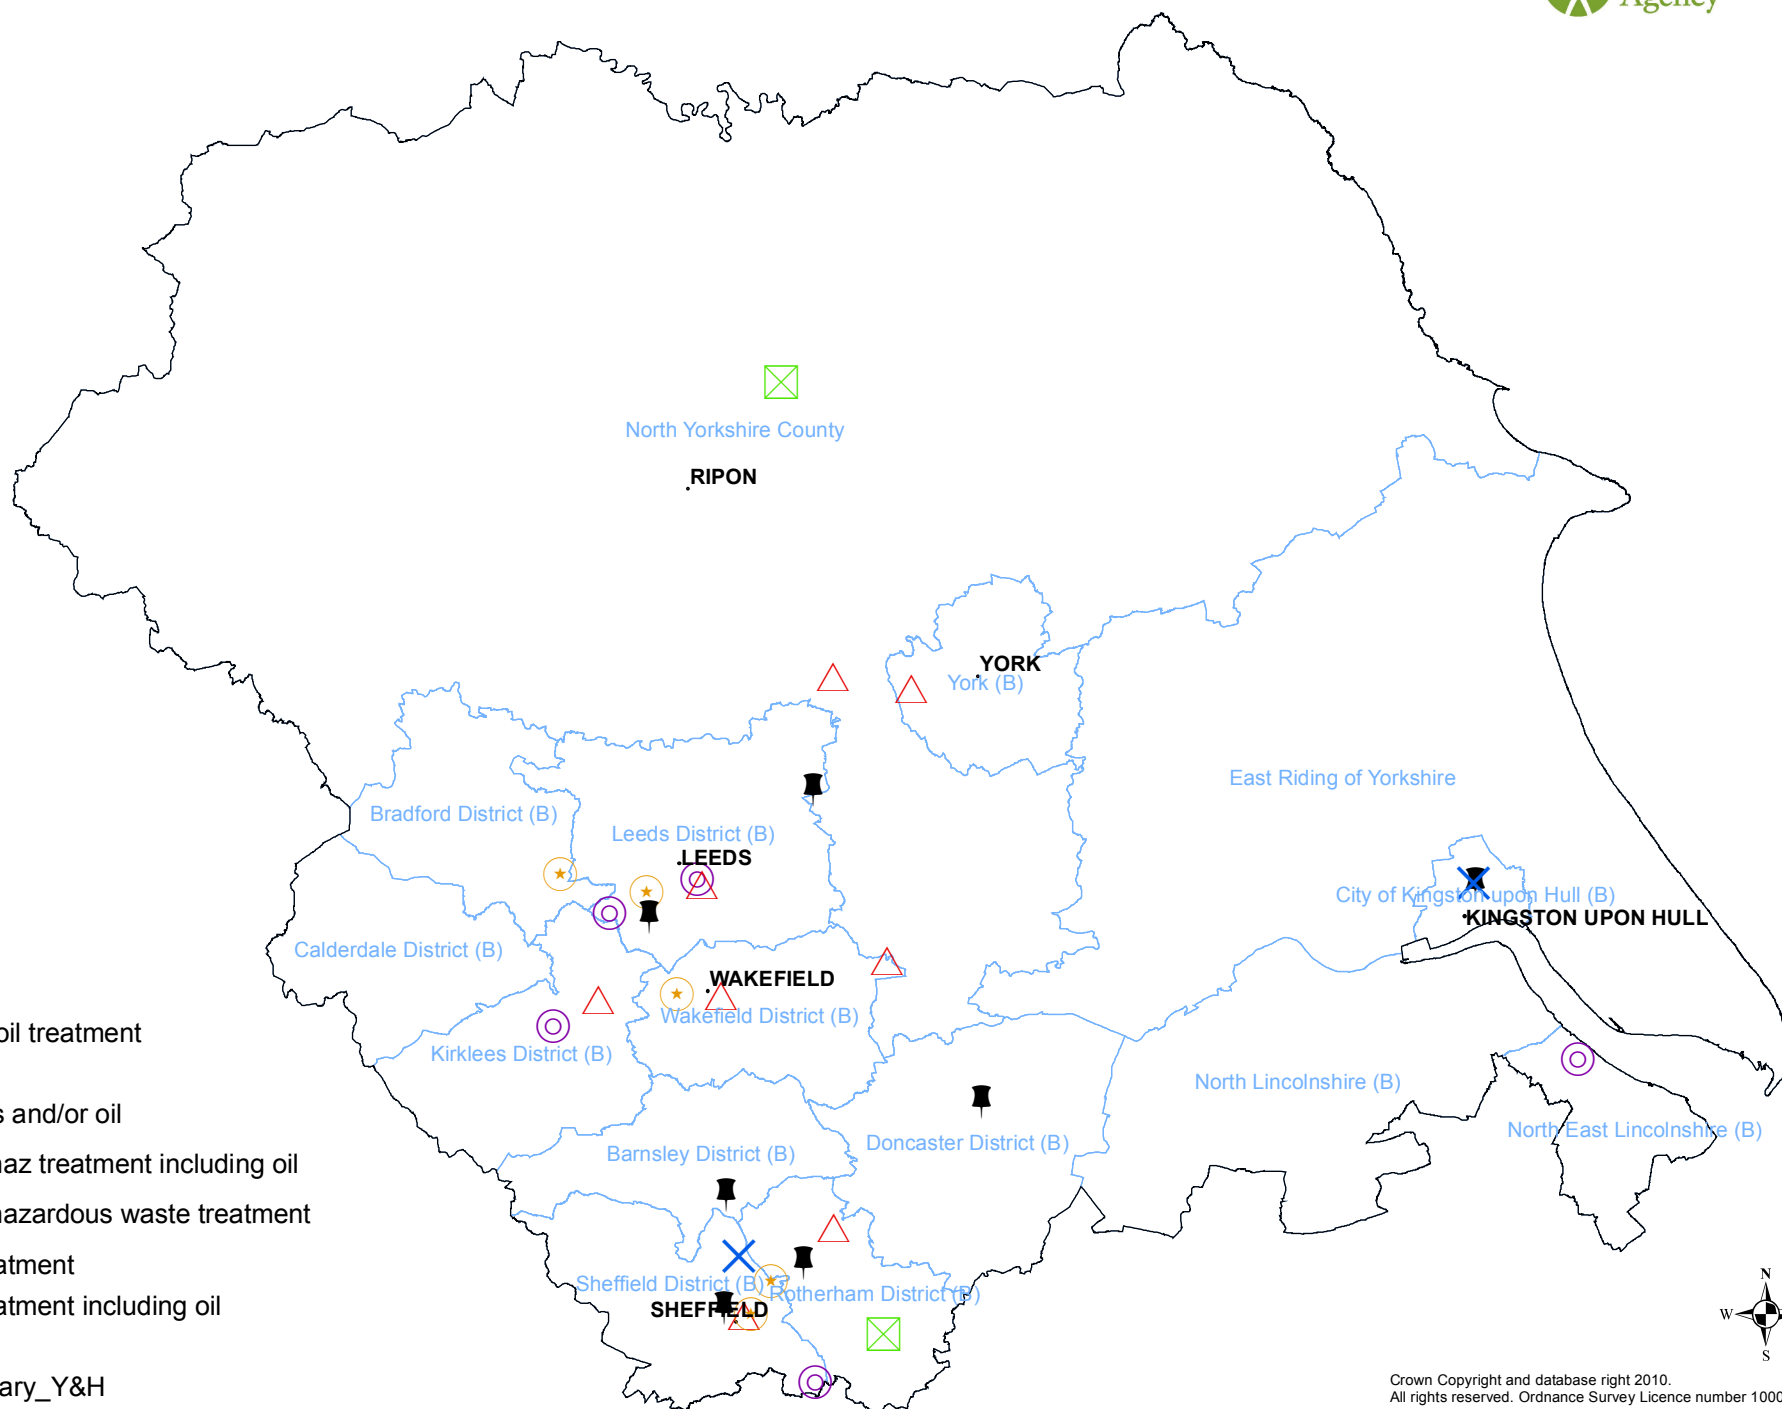 Agency
North Yorkshire County
RIPON
YORK
York (B)
East Riding of Yorkshire
Bradford District (B)
Leeds District (B)
LEEDS
City of Kingston upon Hull (B)
KINGSTON UPON HULL
Calderdale District (B)
WAKEFIELD
Wakefield District (B)
oil treatment
Kirklees District (B)
North Lincolnshire (B)
s and/or oil
North East Lincolnshire (B)
Doncaster District (B)
Barnsley District (B)
haz treatment including oil
hazardous waste treatment
atment
Sheffield District (B)
Rotherham District (B)
atment including oil
SHEFFIELD
N
W
S
ary_Y&H
Crown Copyright and database right 2010.
All rights reserved. Ordnance Survey Licence number 1000